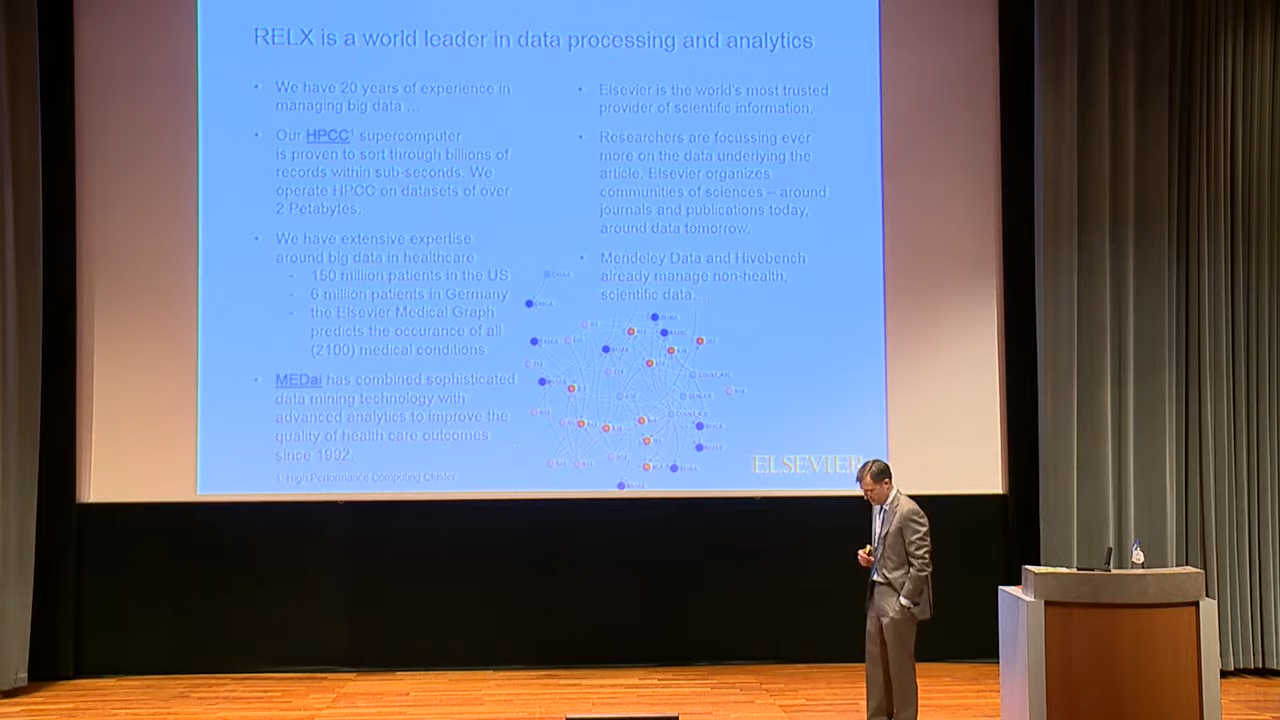 RELX is a world leader in data processing and analytics
• We have 20 years of experience in
managing big data ...
• Our HPCC¹ supercomputer
is proven to sort through billions of
records within sub-seconds. We
operate HPCC on datasets of over
2 Petabytes.
• We have extensive expertise
around big data in healthcare
- 150 million patients in the US
- 6 million patients in Germany
- the Elsevier Medical Graph
predicts the occurance of all
(2100) medical conditions
• MEDai has combined sophisticated
data mining technology with
advanced analytics to improve the
quality of health care outcomes
since 1992.
1. High Performance Computing Cluster
• Elsevier is the world's most trusted
provider of scientific information.
• Researchers are focussing ever
more on the data underlying the
article. Elsevier organizes
communities of sciences – around
journals and publications today,
around data tomorrow.
• Mendeley Data and Hivebench
already manage non-health,
scientific data.
ELSEVIER